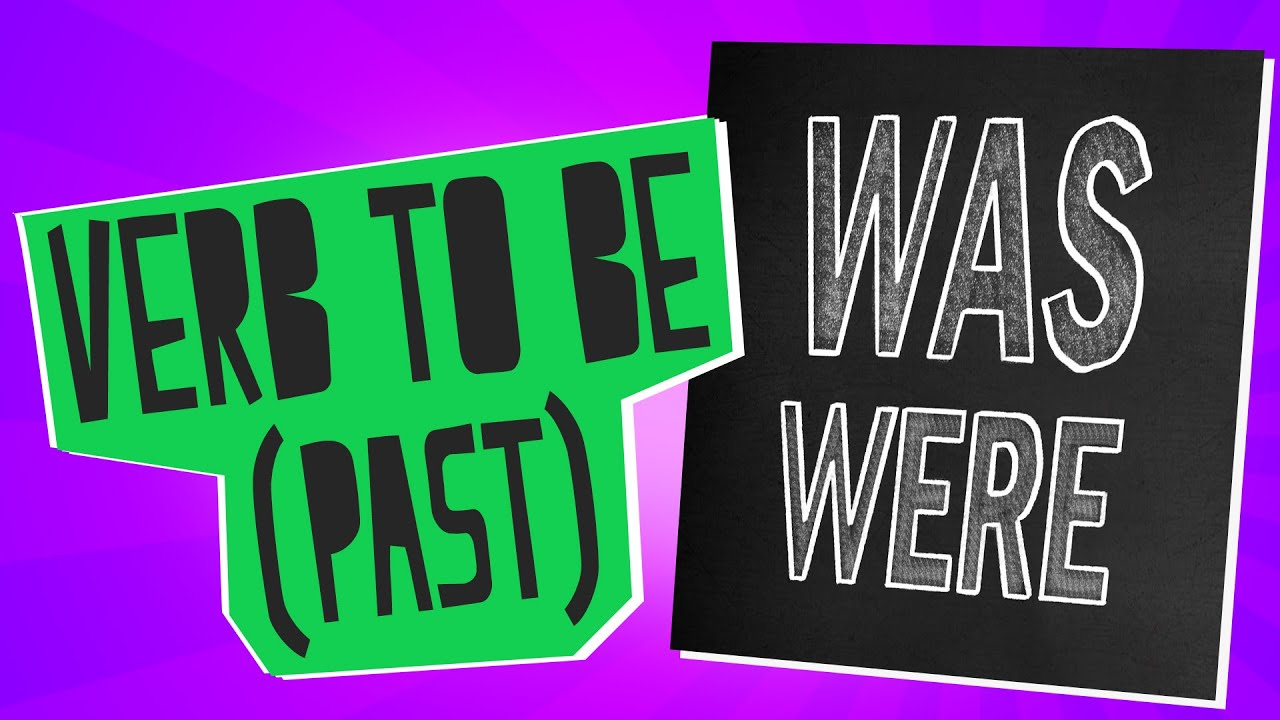 VERB TO BE
(PAST)
WAS
WERE